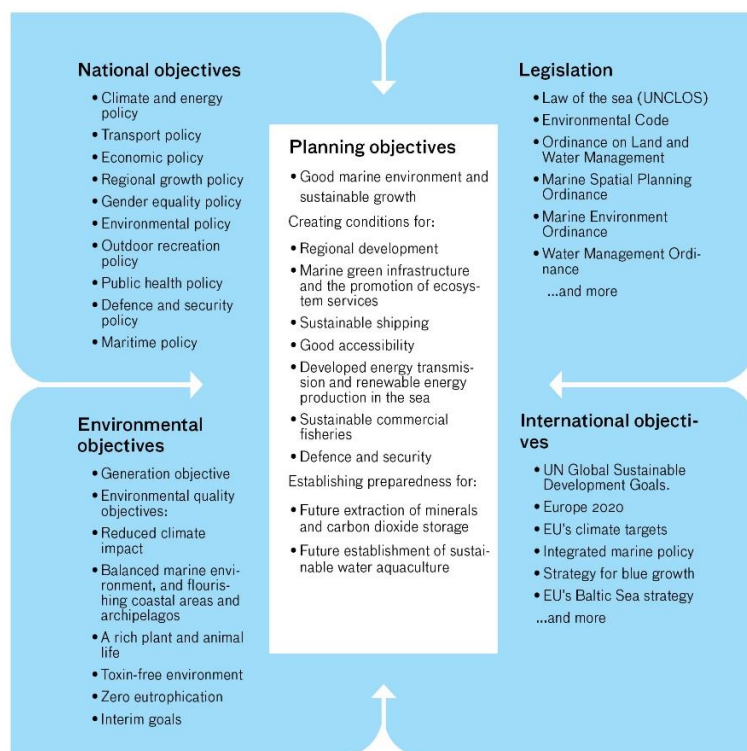 National objectives
• Climate and energy
policy
• Transport policy
• Economic policy
• Regional growth policy
• Gender equality policy
• Environmental policy
• Outdoor recreation
policy
• Public health policy
• Defence and security
policy
• Maritime policy
Legislation
• Law of the sea (UNCLOS)
• Environmental Code
• Ordinance on Land and
Water Management
• Marine Spatial Planning
Ordinance
• Marine Environment
Ordinance
• Water Management Ordi-
nance
...and more
Planning objectives
• Good marine environment and
sustainable growth
Creating conditions for:
• Regional development
• Marine green infrastructure
and the promotion of ecosys-
tem services
• Sustainable shipping
• Good accessibility
• Developed energy transmis-
sion and renewable energy
production in the sea
• Sustainable commercial
fisheries
• Defence and security
Establishing preparedness for:
• Future extraction of minerals
and carbon dioxide storage
• Future establishment of sustai-
nable water aquaculture
Environmental
objectives
• Generation objective
• Environmental quality
objectives:
• Reduced climate
impact
• Balanced marine envi-
ronment, and flouris-
hing coastal areas and
archipelagos
• A rich plant and animal
life
• Toxin-free environment
• Zero eutrophication
• Interim goals
International objecti-
ves
• UN Global Sustainable
Development Goals.
• Europe 2020
• EU's climate targets
• Integrated marine policy
• Strategy for blue growth
• EU's Baltic Sea strategy
...and more